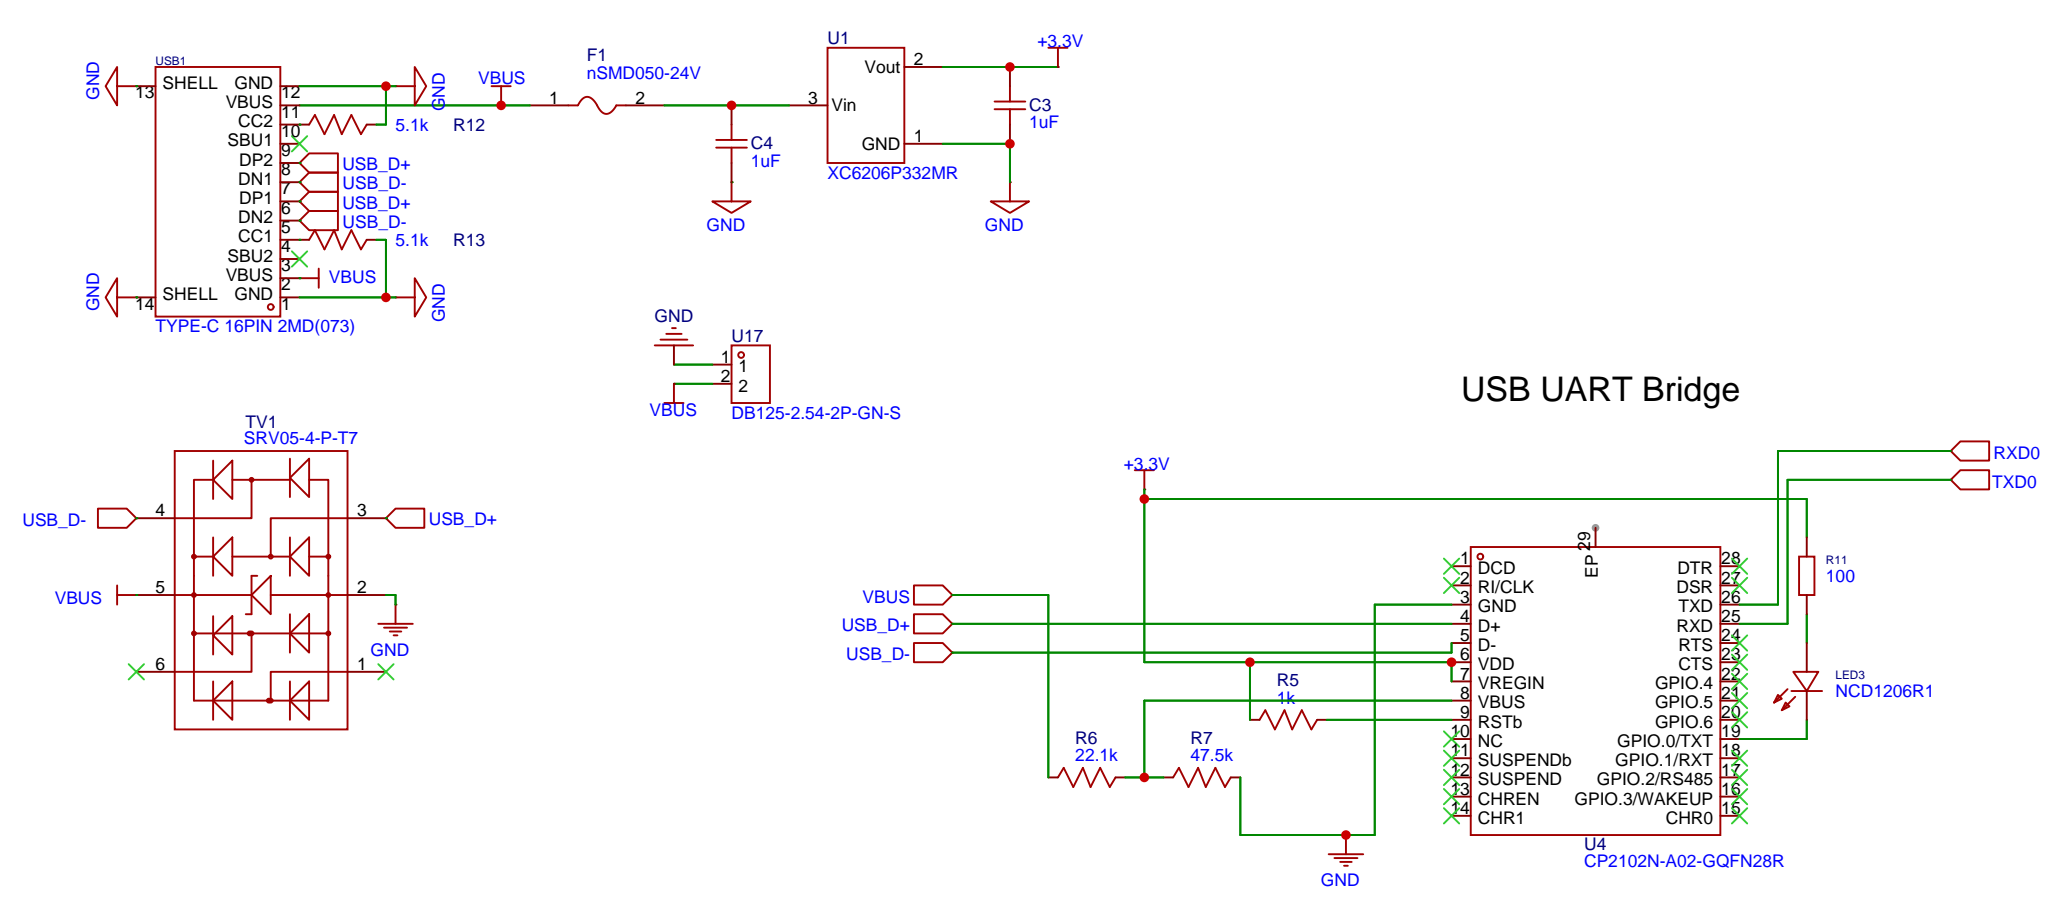 USB1
GND
13
SHELL
GND
12
GND
VBUS
11
CC2
10
5.1k
R12
SBU1
9
DP2
8
USB_D+
DN1
7
USB_D-
DP1
6
USB_D+
DN2
5
USB_D-
CC1
4
5.1k
R13
SBU2
3
VBUS
2
VBUS
GND
14
SHELL
GND
1
GND
TYPE-C 16PIN 2MD(073)
VBUS
F1
nSMD050-24V
1
2
C4
1uF
GND
U1
Vout
2
3
Vin
GND
1
XC6206P332MR
+3.3V
C3
1uF
GND
GND
U17
1
1
2
2
VBUS
DB125-2.54-2P-GN-S
TV1
SRV05-4-P-T7
USB_D-
4
3
USB_D+
VBUS
5
2
GND
6
1
USB UART Bridge
RXD0
TXD0
+3.3V
VBUS
USB_D+
USB_D-
R5
1k
R6
22.1k
R7
47.5k
GND
EP
29
1
DCD
2
RI/CLK
3
GND
4
D+
5
D-
6
VDD
7
VREGIN
8
VBUS
9
RSTb
10
NC
11
SUSPENDb
12
SUSPEND
13
CHREN
14
CHR1
DTR
28
DSR
27
TXD
26
RXD
25
RTS
24
CTS
23
GPIO.4
22
GPIO.5
21
GPIO.6
20
GPIO.0/TXT
19
GPIO.1/RXT
18
GPIO.2/RS485
17
GPIO.3/WAKEUP
16
CHR0
15
U4
CP2102N-A02-GQFN28R
R11
100
LED3
NCD1206R1